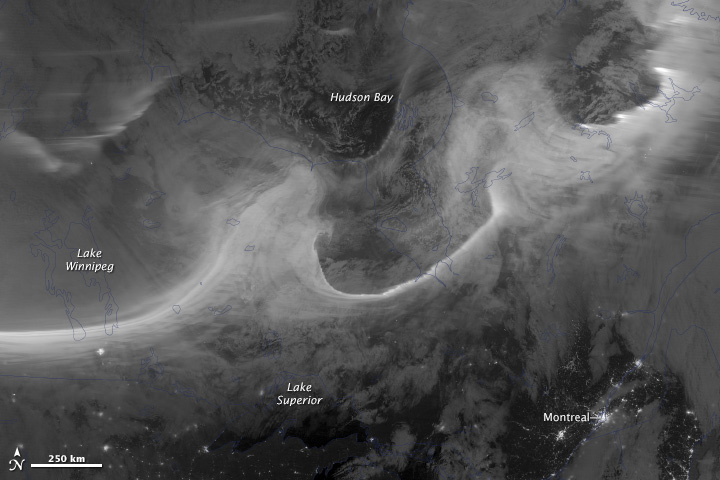 Hudson Bay
Lake
Winnipeg
Lake
Superior
Montreal
N
250 km